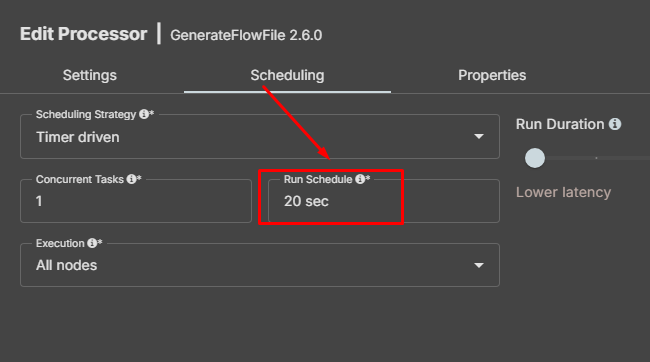 Edit Processor | GenerateFlowFile 2.6.0
Settings Scheduling Properties
Scheduling Strategy *
Timer driven
Run Duration
Concurrent Tasks *
1
Run Schedule *
20 sec
Lower latency
Execution *
All nodes